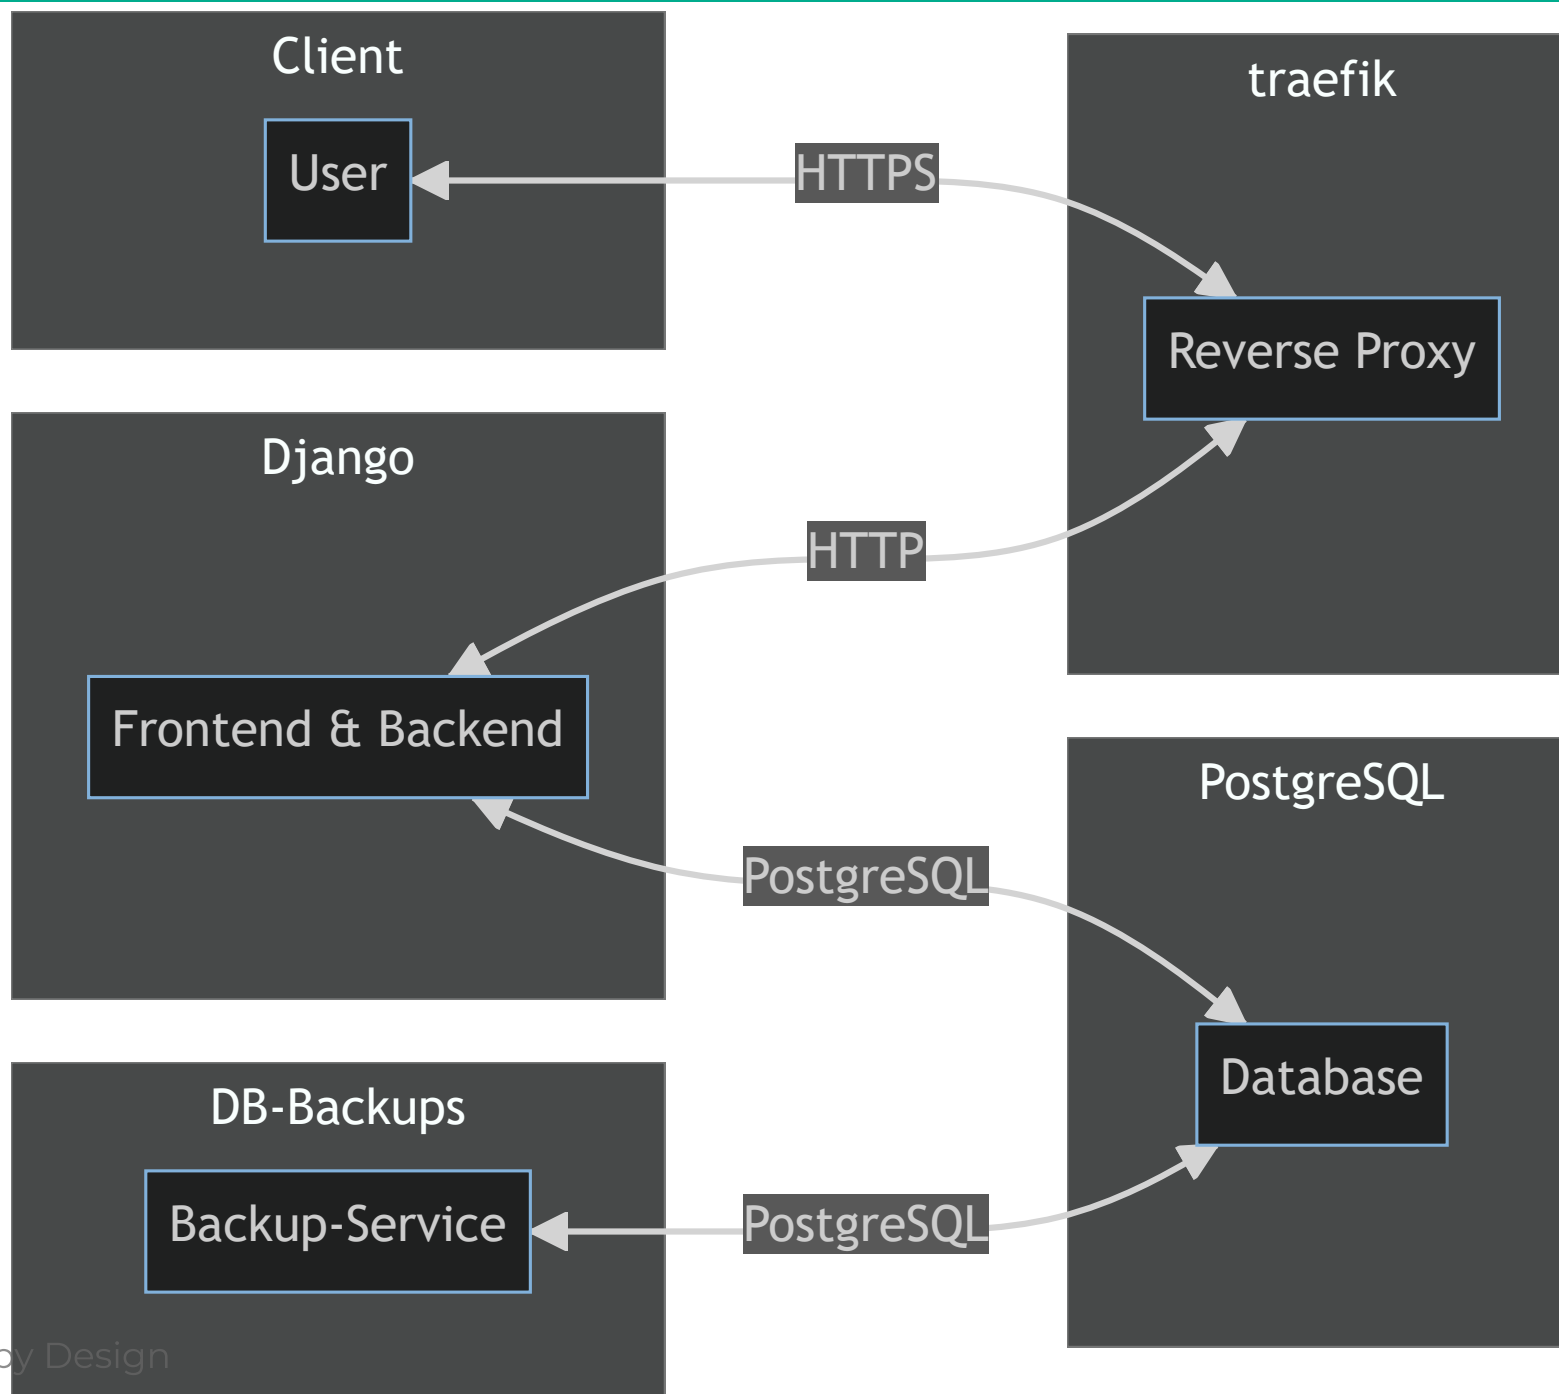 Client
User
HTTPS
traefik
Reverse Proxy
Django
HTTP
Frontend & Backend
PostgreSQL
PostgreSQL
Database
DB-Backups
Backup-Service
PostgreSQL
by Design